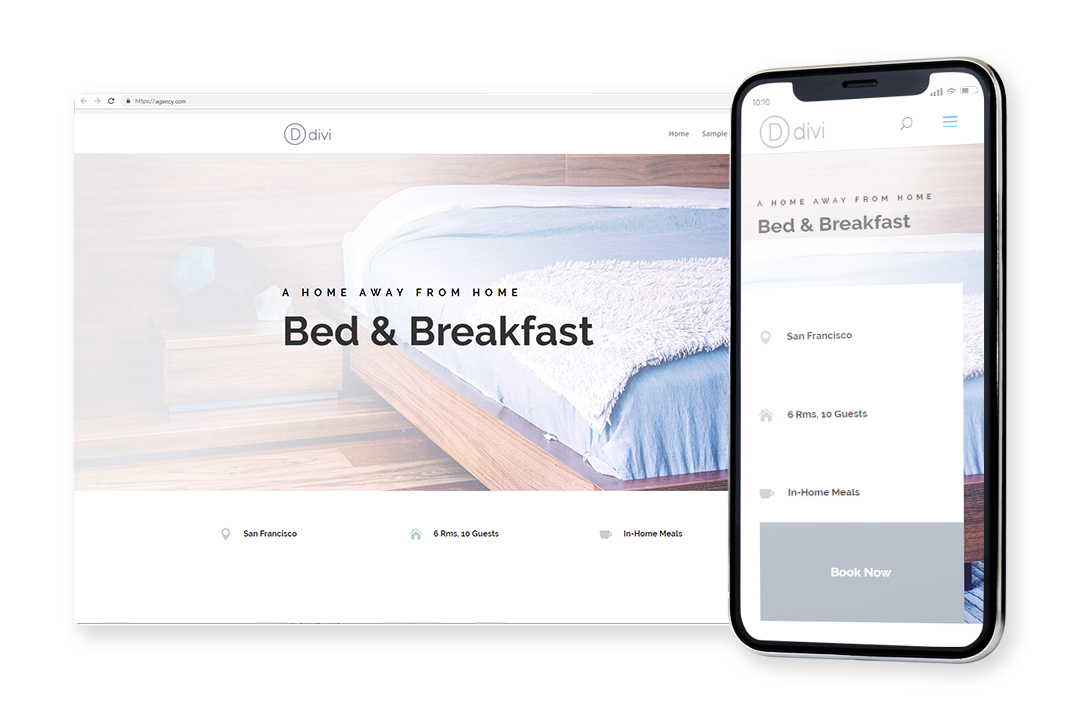 https://agency.com
D divi
Home Sample
A HOME AWAY FROM HOME
Bed & Breakfast
San Francisco
6 Rms, 10 Guests
In-Home Meals
10:10
D divi
A HOME AWAY FROM HOME
Bed & Breakfast
San Francisco
6 Rms, 10 Guests
In-Home Meals
Book Now